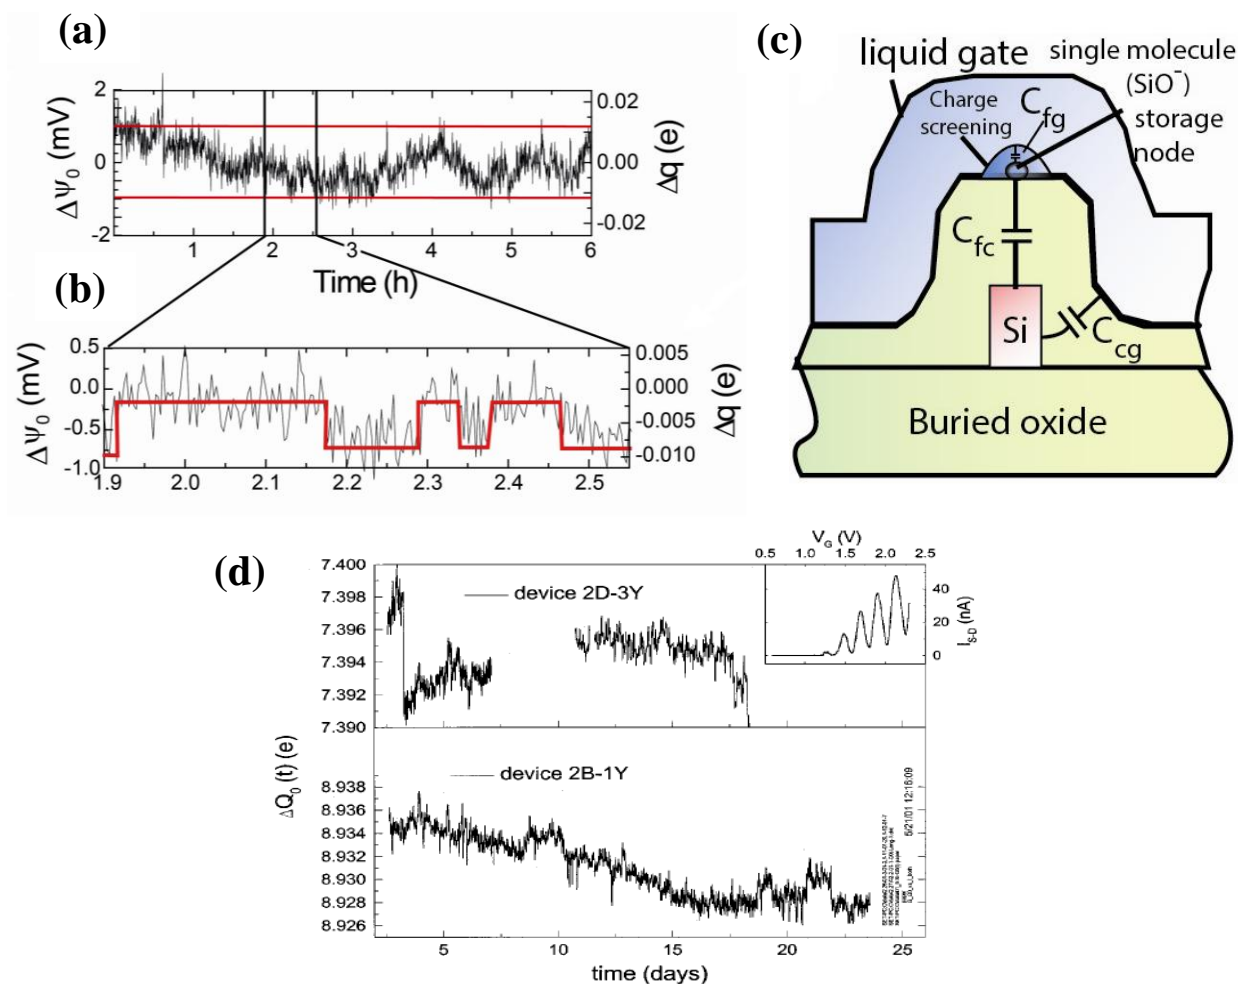 (a)
ΔΨ0 (mV)
2
0
-2
0.02
0.00
-0.02
Δq (e)
1 2 3 4 5 6
Time (h)
(b)
ΔΨ0 (mV)
0.5
0.0
-0.5
-1.0
0.005
0.000
-0.005
-0.010
Δq (e)
1.9 2.0 2.1 2.2 2.3 2.4 2.5
(c)
liquid gate
single molecule
(SiO⁻)
storage
node
Charge
screening
Cfg
Cfc
Si
Ccg
Buried oxide
(d)
VG (V)
0.5 1.0 1.5 2.0 2.5
40
20
0
IS-D (nA)
7.400
7.398
7.396
7.394
7.392
7.390
device 2D-3Y
ΔQ0 (t) (e)
8.938
8.936
8.934
8.932
8.930
8.928
8.926
device 2B-1Y
5/21/01 12:16:09
5 10 15 20 25
time (days)